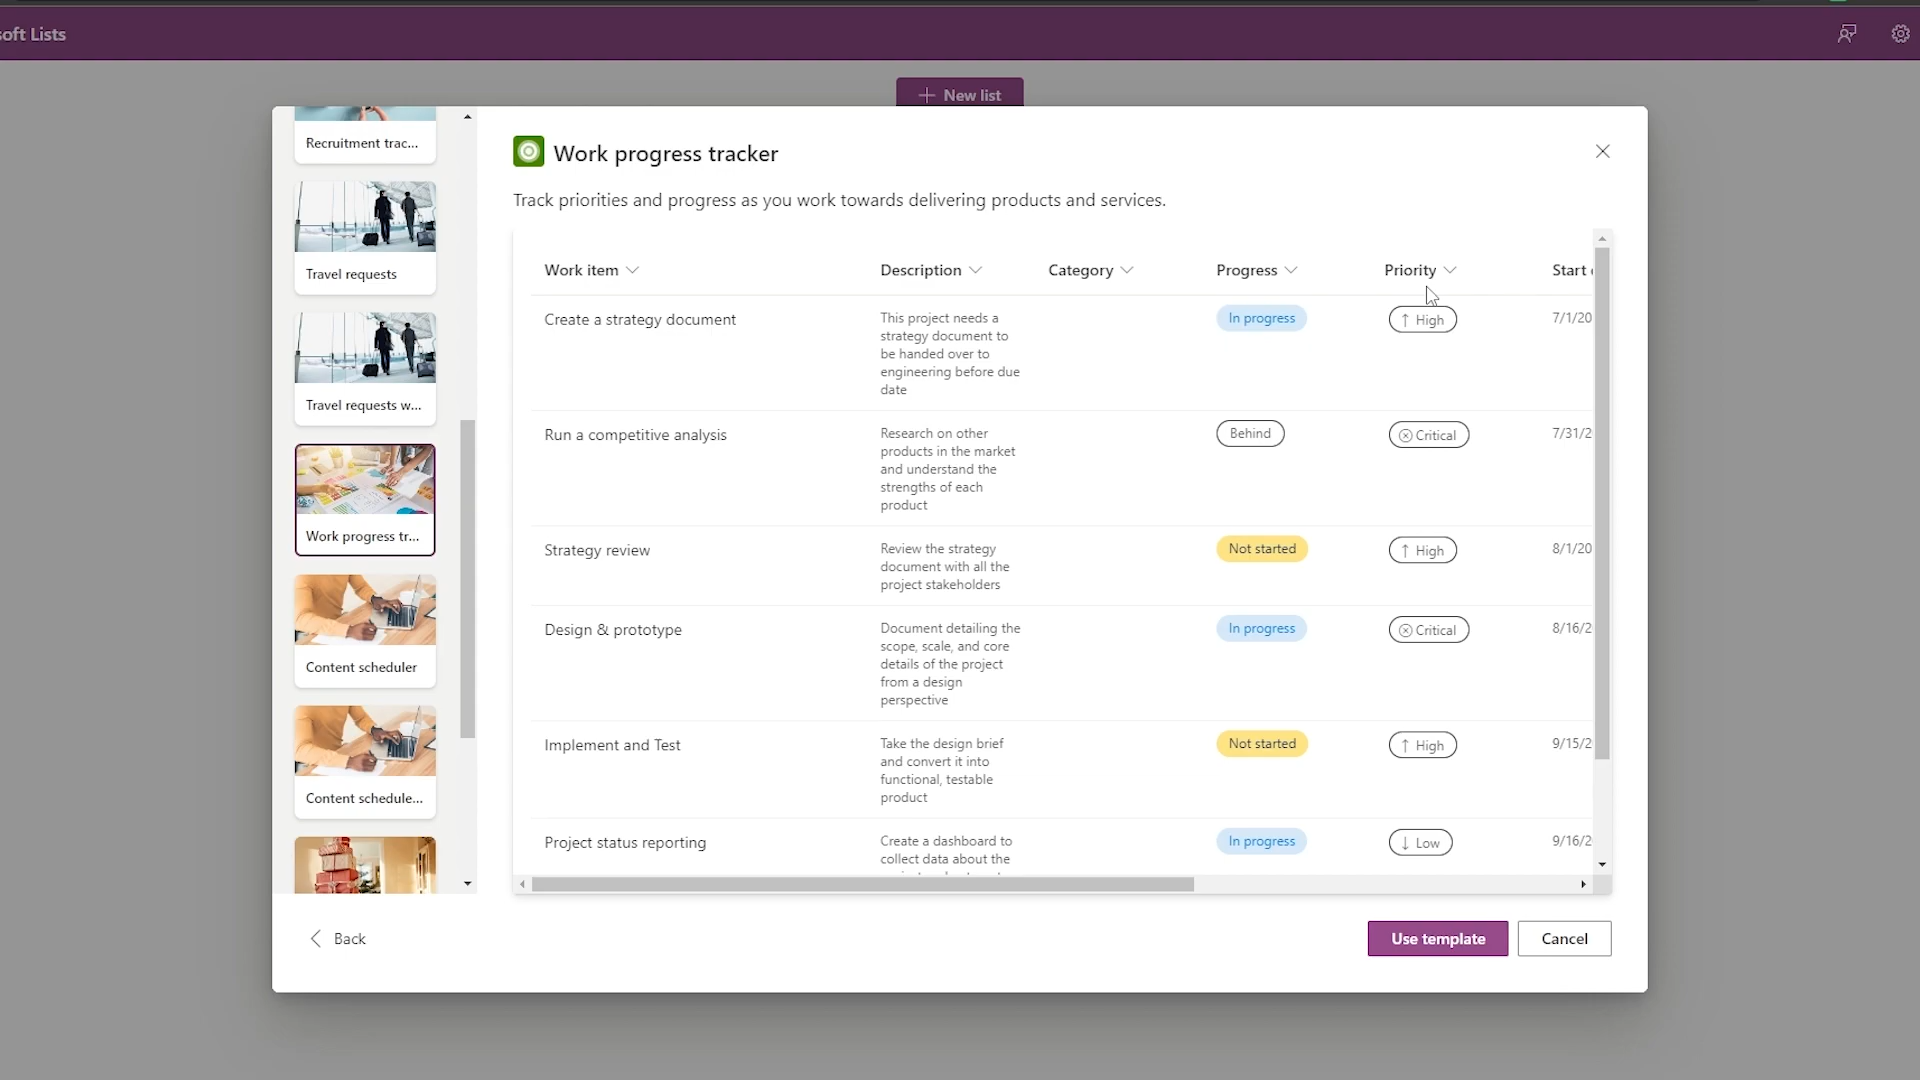 soft Lists
New list
Recruitment trac...
Travel requests
Travel requests w...
Work progress tr...
Content scheduler
Content schedule...
Work progress tracker
Track priorities and progress as you work towards delivering products and services.
Work item Description Category Progress Priority Start
Create a strategy document
This project needs a
strategy document to
be handed over to
engineering before due
date
In progress
High
7/1/20
Run a competitive analysis
Research on other
products in the market
and understand the
strengths of each
product
Behind
Critical
7/31/2
Strategy review
Review the strategy
document with all the
project stakeholders
Not started
High
8/1/20
Design & prototype
Document detailing the
scope, scale, and core
details of the project
from a design
perspective
In progress
Critical
8/16/2
Implement and Test
Take the design brief
and convert it into
functional, testable
product
Not started
High
9/15/2
Project status reporting
Create a dashboard to
collect data about the
In progress
Low
9/16/2
Back
Use template
Cancel